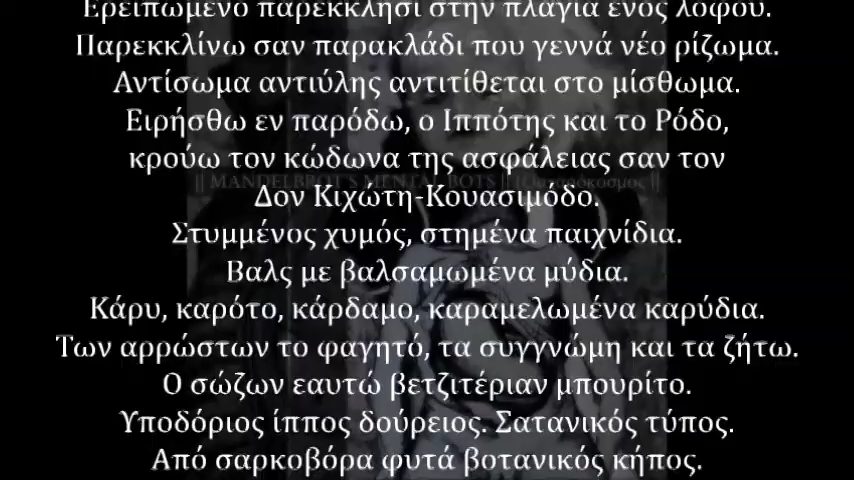 Ερειπωμένο παρεκκλήσι στην πλαγιά ενός λόφου.
Παρεκκλίνω σαν παρακλάδι που γεννά νέο ρίζωμα.
Αντίσωμα αντιύλης αντιτίθεται στο μίσθωμα.
Ειρήσθω εν παρόδω, ο Ιππότης και το Ρόδο,
κρούω τον κώδωνα της ασφάλειας σαν τον
|| MANDELBROT'S MENTAL BOTS ||
Δον Κιχώτη-Κουασιμόδο.
Στυμμένος χυμός, στημένα παιχνίδια.
Βαλς με βαλσαμωμένα μύδια.
Κάρυ, καρότο, κάρδαμο, καραμελωμένα καρύδια.
Των αρρώστων το φαγητό, τα συγγνώμη και τα ζήτω.
Ο σώζων εαυτώ βετζιτέριαν μπουρίτο.
Υποδόριος ίππος δούρειος. Σατανικός τύπος.
Από σαρκοβόρα φυτά βοτανικός κήπος.